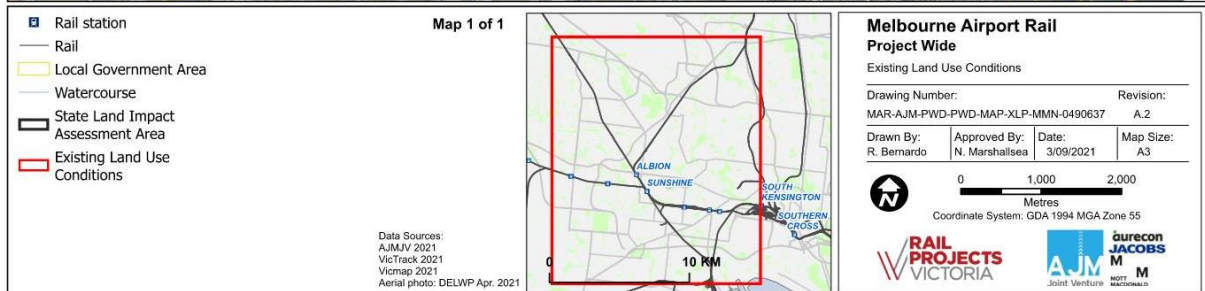 Rail station
Rail
Local Government Area
Watercourse
State Land Impact
Assessment Area
Existing Land Use
Conditions
Map 1 of 1
Data Sources:
AJMJV 2021
VicTrack 2021
Vicmap 2021
Aerial photo: DELWP Apr. 2021
ALBION
SUNSHINE
SOUTH
KENSINGTON
SOUTHERN
CROSS
0 10 KM
Melbourne Airport Rail
Project Wide
Existing Land Use Conditions
Drawing Number: Revision:
MAR-AJM-PWD-PWD-MAP-XLP-MMN-0490637 A.2
Drawn By: Approved By: Date: Map Size:
R. Bernardo N. Marshallsea 3/09/2021 A3
N
0 1,000 2,000
Metres
Coordinate System: GDA 1994 MGA Zone 55
RAIL
PROJECTS
VICTORIA
AJM
Joint Venture
aurecon
JACOBS
M
M
MOTT
MACDONALD